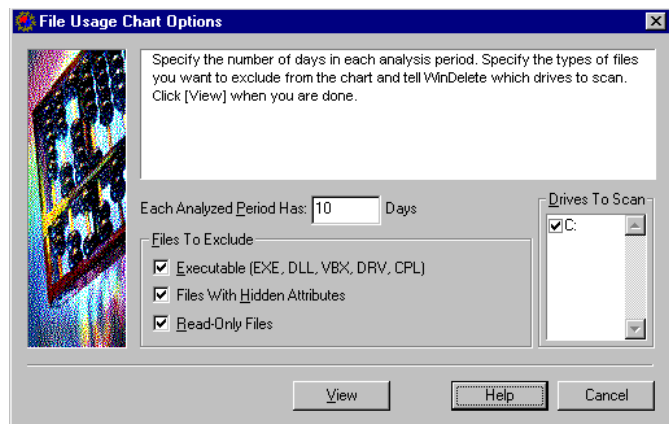 File Usage Chart Options
Specify the number of days in each analysis period. Specify the types of files
you want to exclude from the chart and tell WinDelete which drives to scan.
Click [View] when you are done.
Each Analyzed Period Has: 10 Days
Drives To Scan
C:
Files To Exclude
Executable (EXE, DLL, VBX, DRV, CPL)
Files With Hidden Attributes
Read-Only Files
View
Help
Cancel